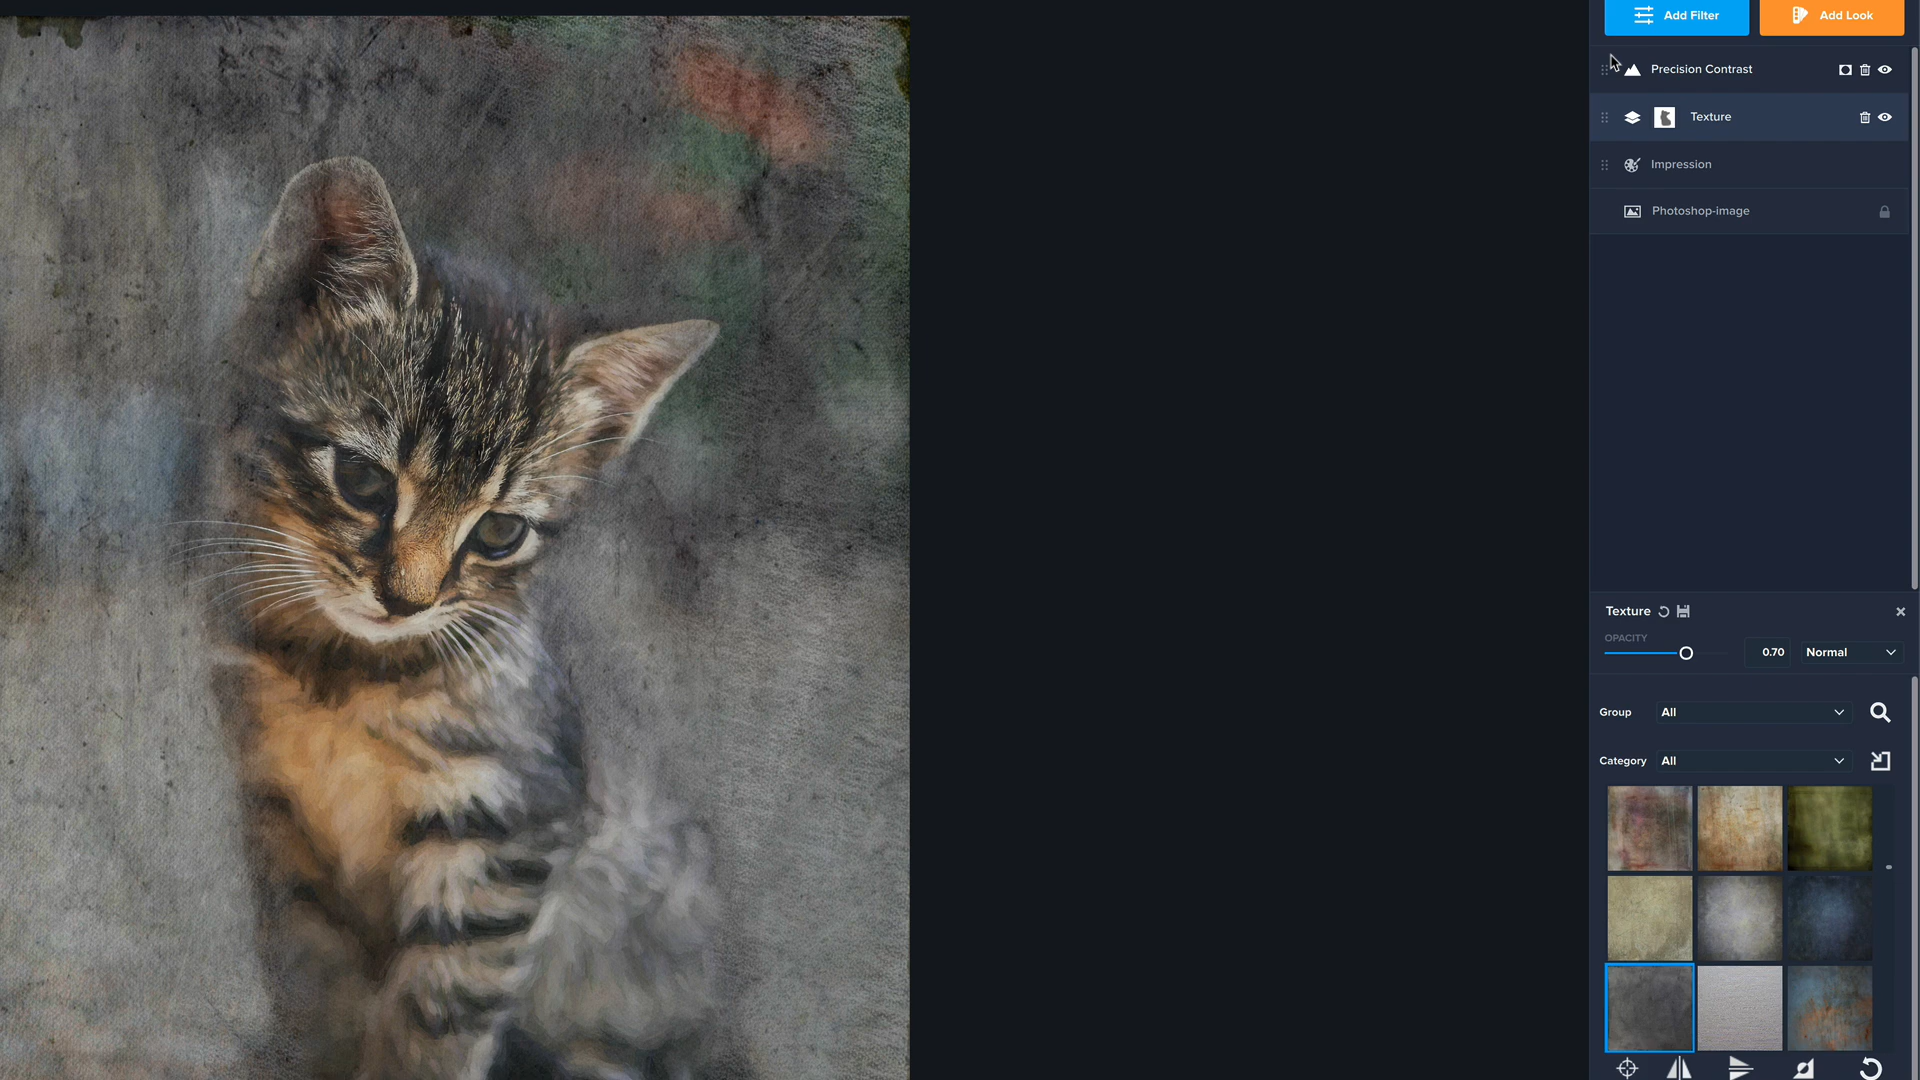 Add Filter
Add Look
Precision Contrast
Texture
Impression
Photoshop-image
Texture
OPACITY
0.70
Normal
Group
All
Category
All